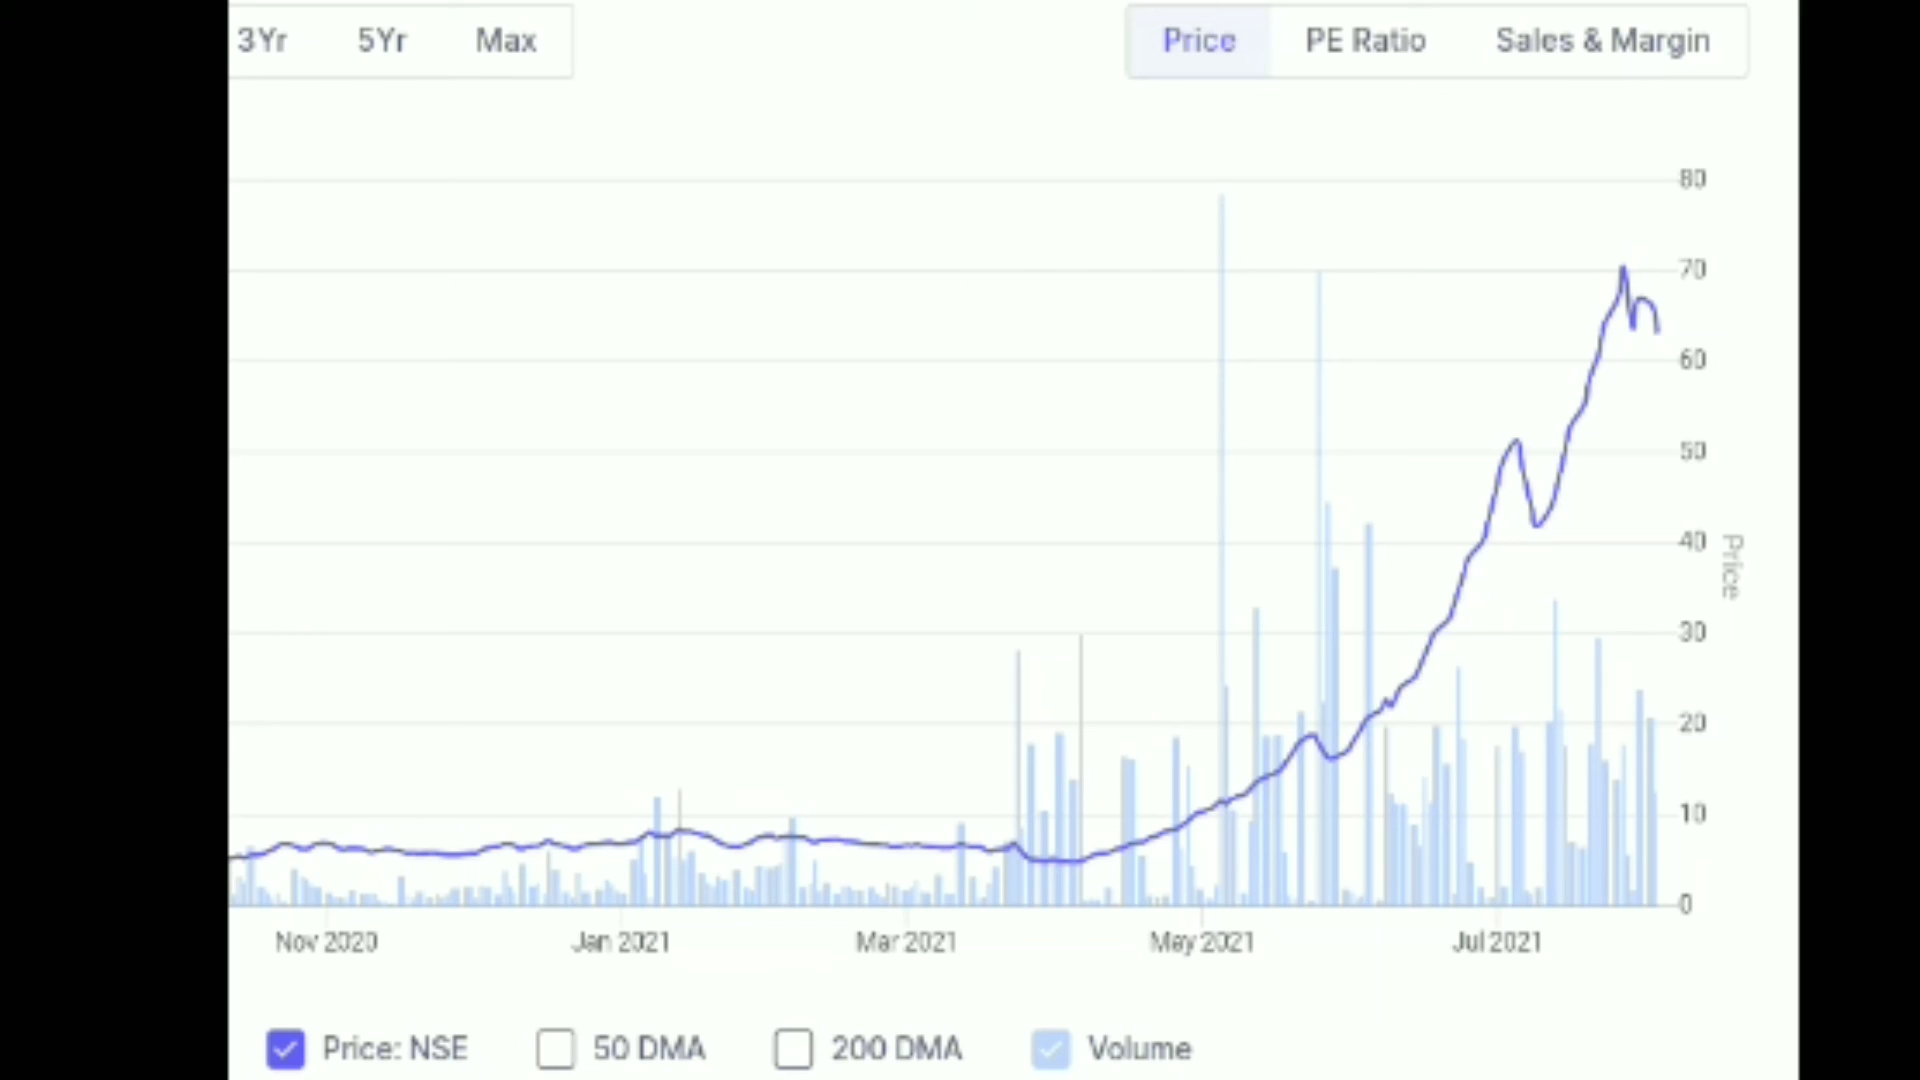 3Yr 5Yr Max Price PE Ratio Sales & Margin
80
70
60
50
40
30
20
10
0
Price
Nov 2020 Jan 2021 Mar 2021 May 2021 Jul 2021
Price: NSE 50 DMA 200 DMA Volume